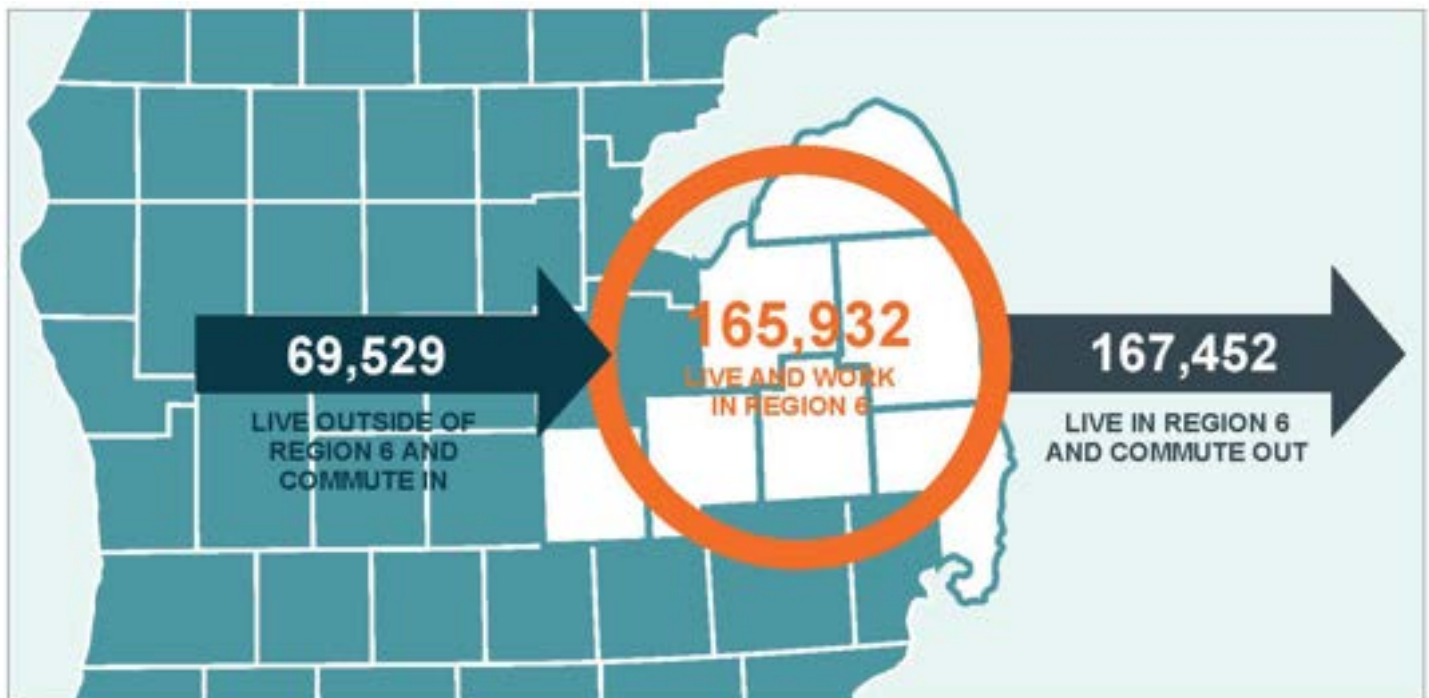 69,529
LIVE OUTSIDE OF
REGION 6 AND
COMMUTE IN
165,932
LIVE AND WORK
IN REGION 6
167,452
LIVE IN REGION 6
AND COMMUTE OUT